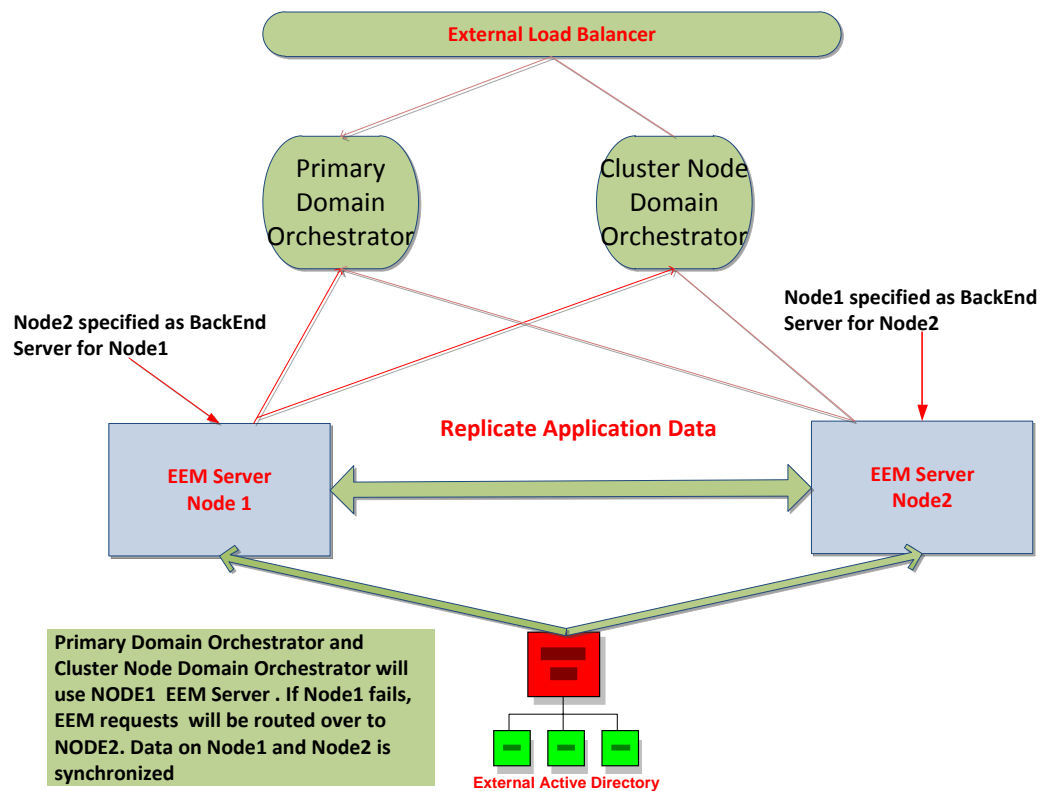 External Load Balancer
Primary
Domain
Orchestrator
Cluster Node
Domain
Orchestrator
Node2 specified as BackEnd
Server for Node1
Node1 specified as BackEnd
Server for Node2
Replicate Application Data
EEM Server
Node 1
EEM Server
Node2
Primary Domain Orchestrator and
Cluster Node Domain Orchestrator will
use NODE1 EEM Server . If Node1 fails,
EEM requests will be routed over to
NODE2. Data on Node1 and Node2 is
synchronized
External Active Directory